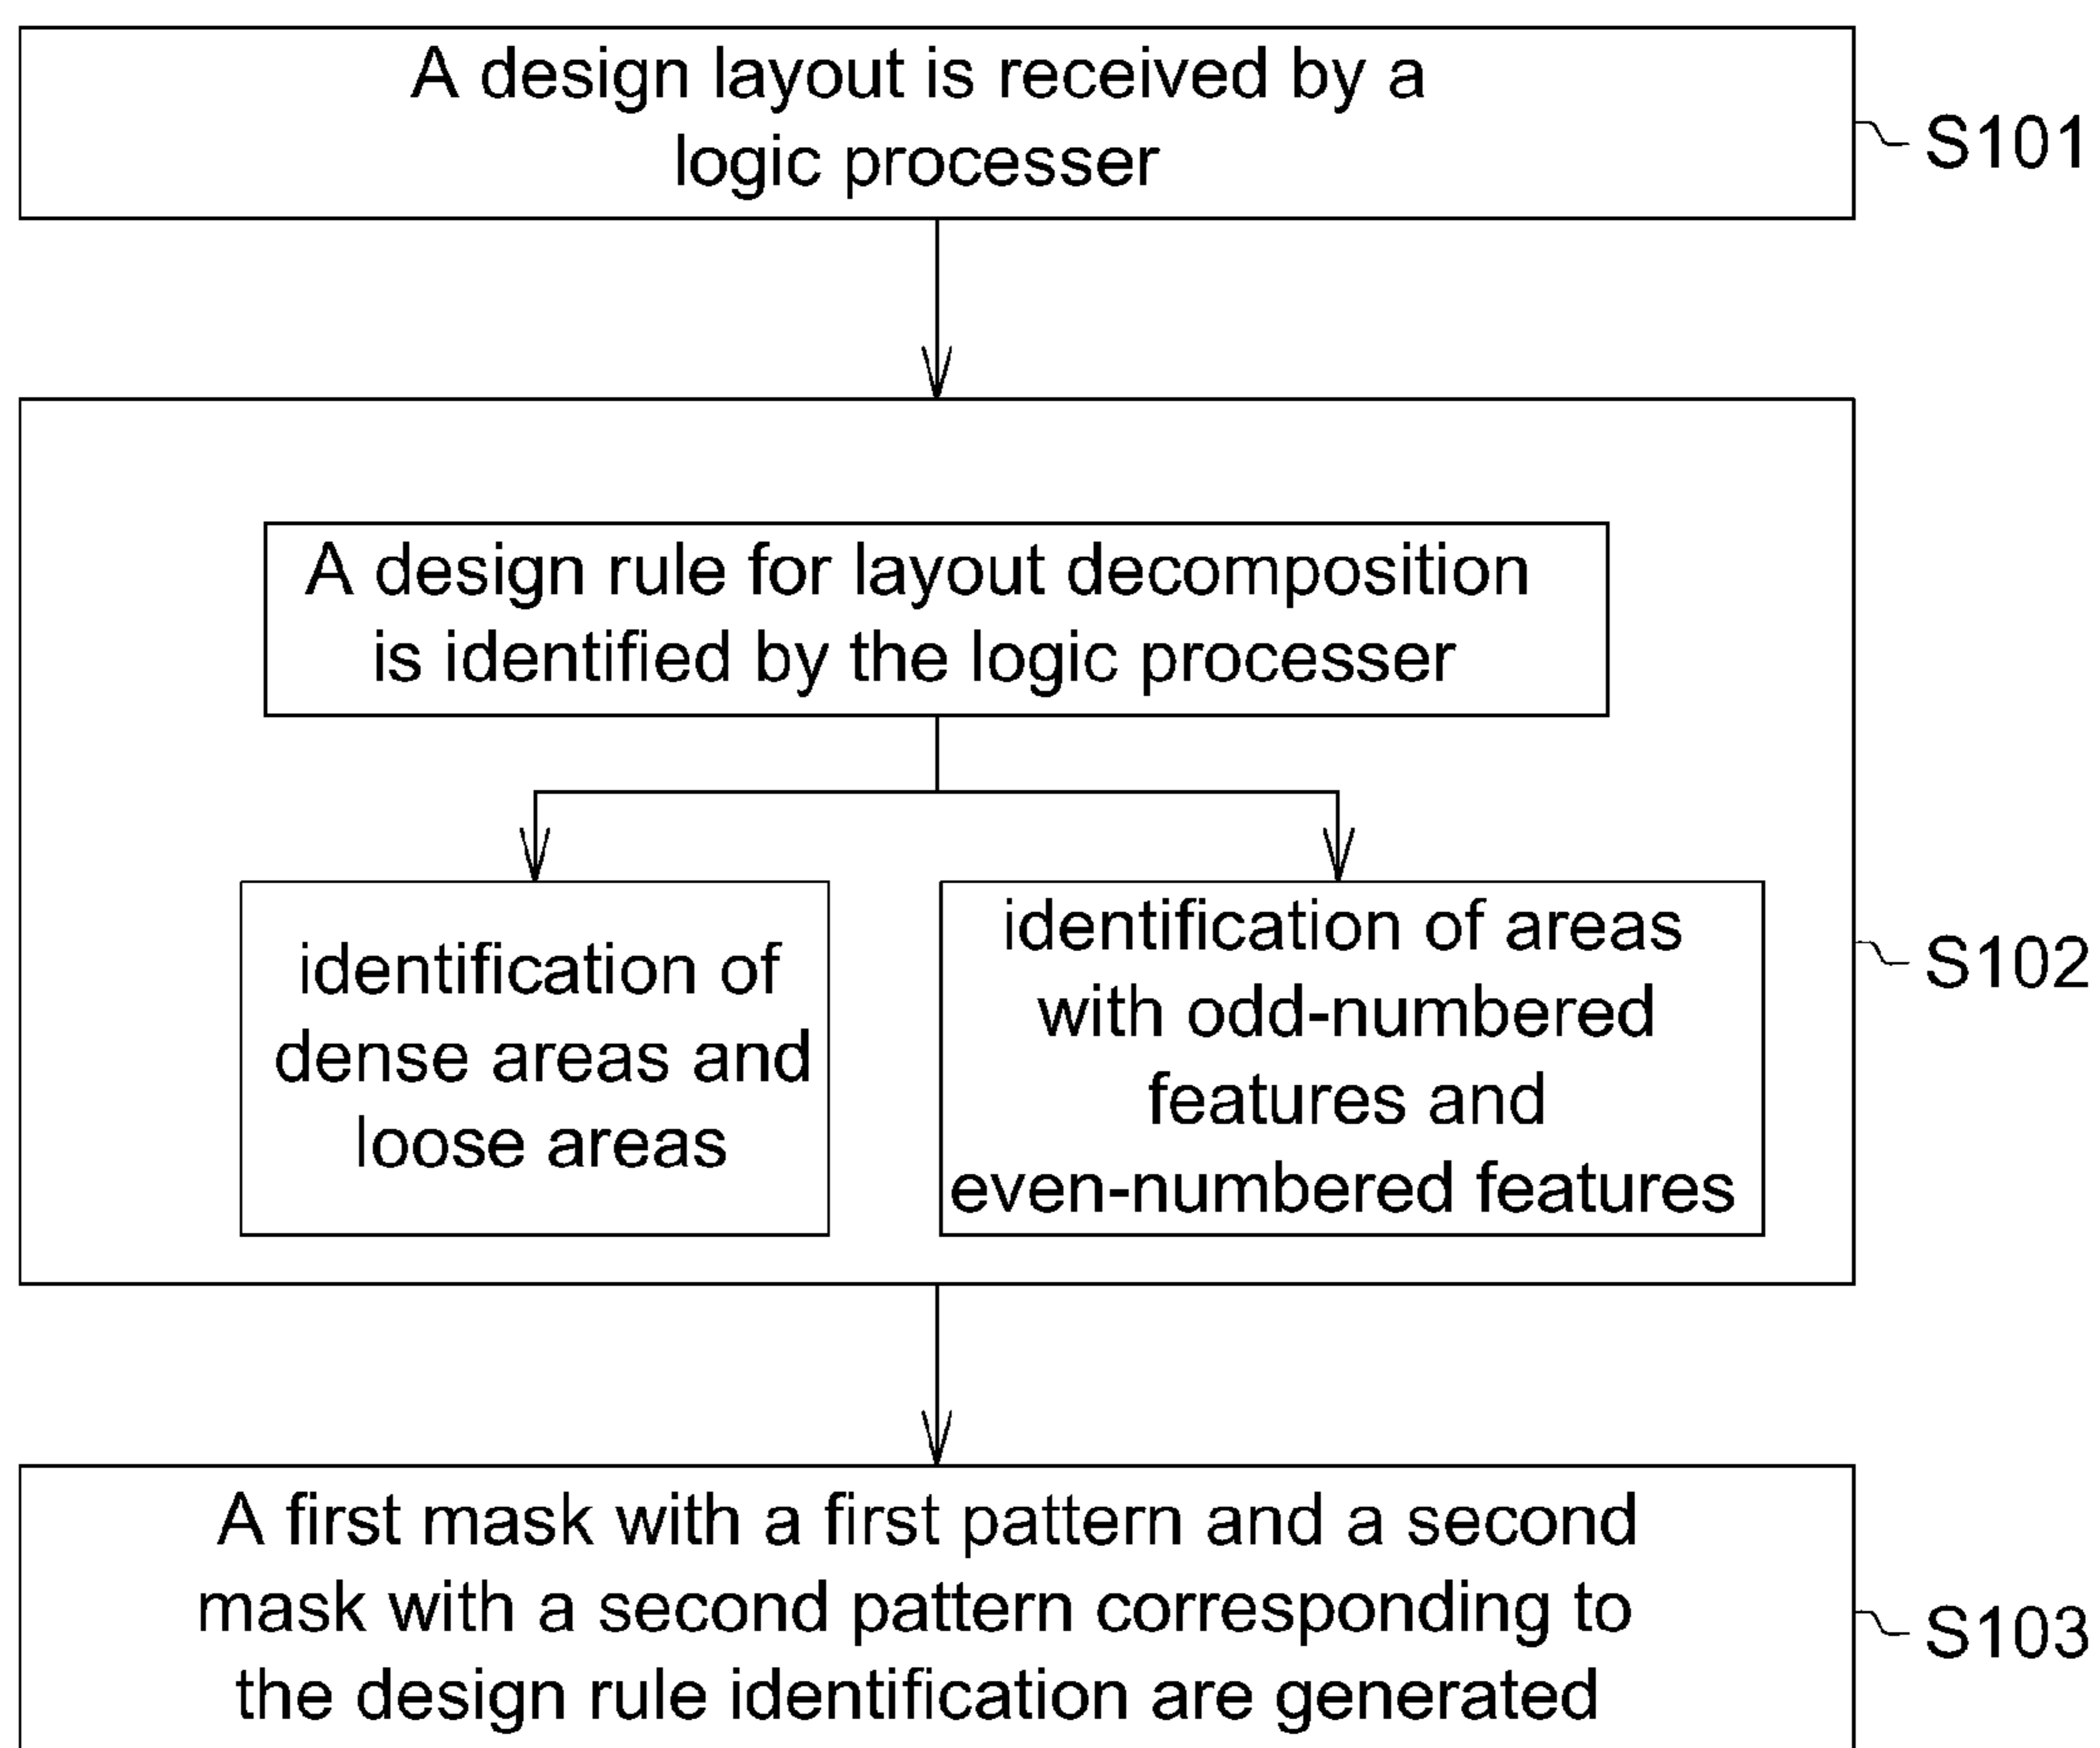 A design layout is received by a
logic processer
S101
A design rule for layout decomposition
is identified by the logic processer
identification of
dense areas and
loose areas
identification of areas
with odd-numbered
features and
even-numbered features
S102
A first mask with a first pattern and a second
mask with a second pattern corresponding to
the design rule identification are generated
S103